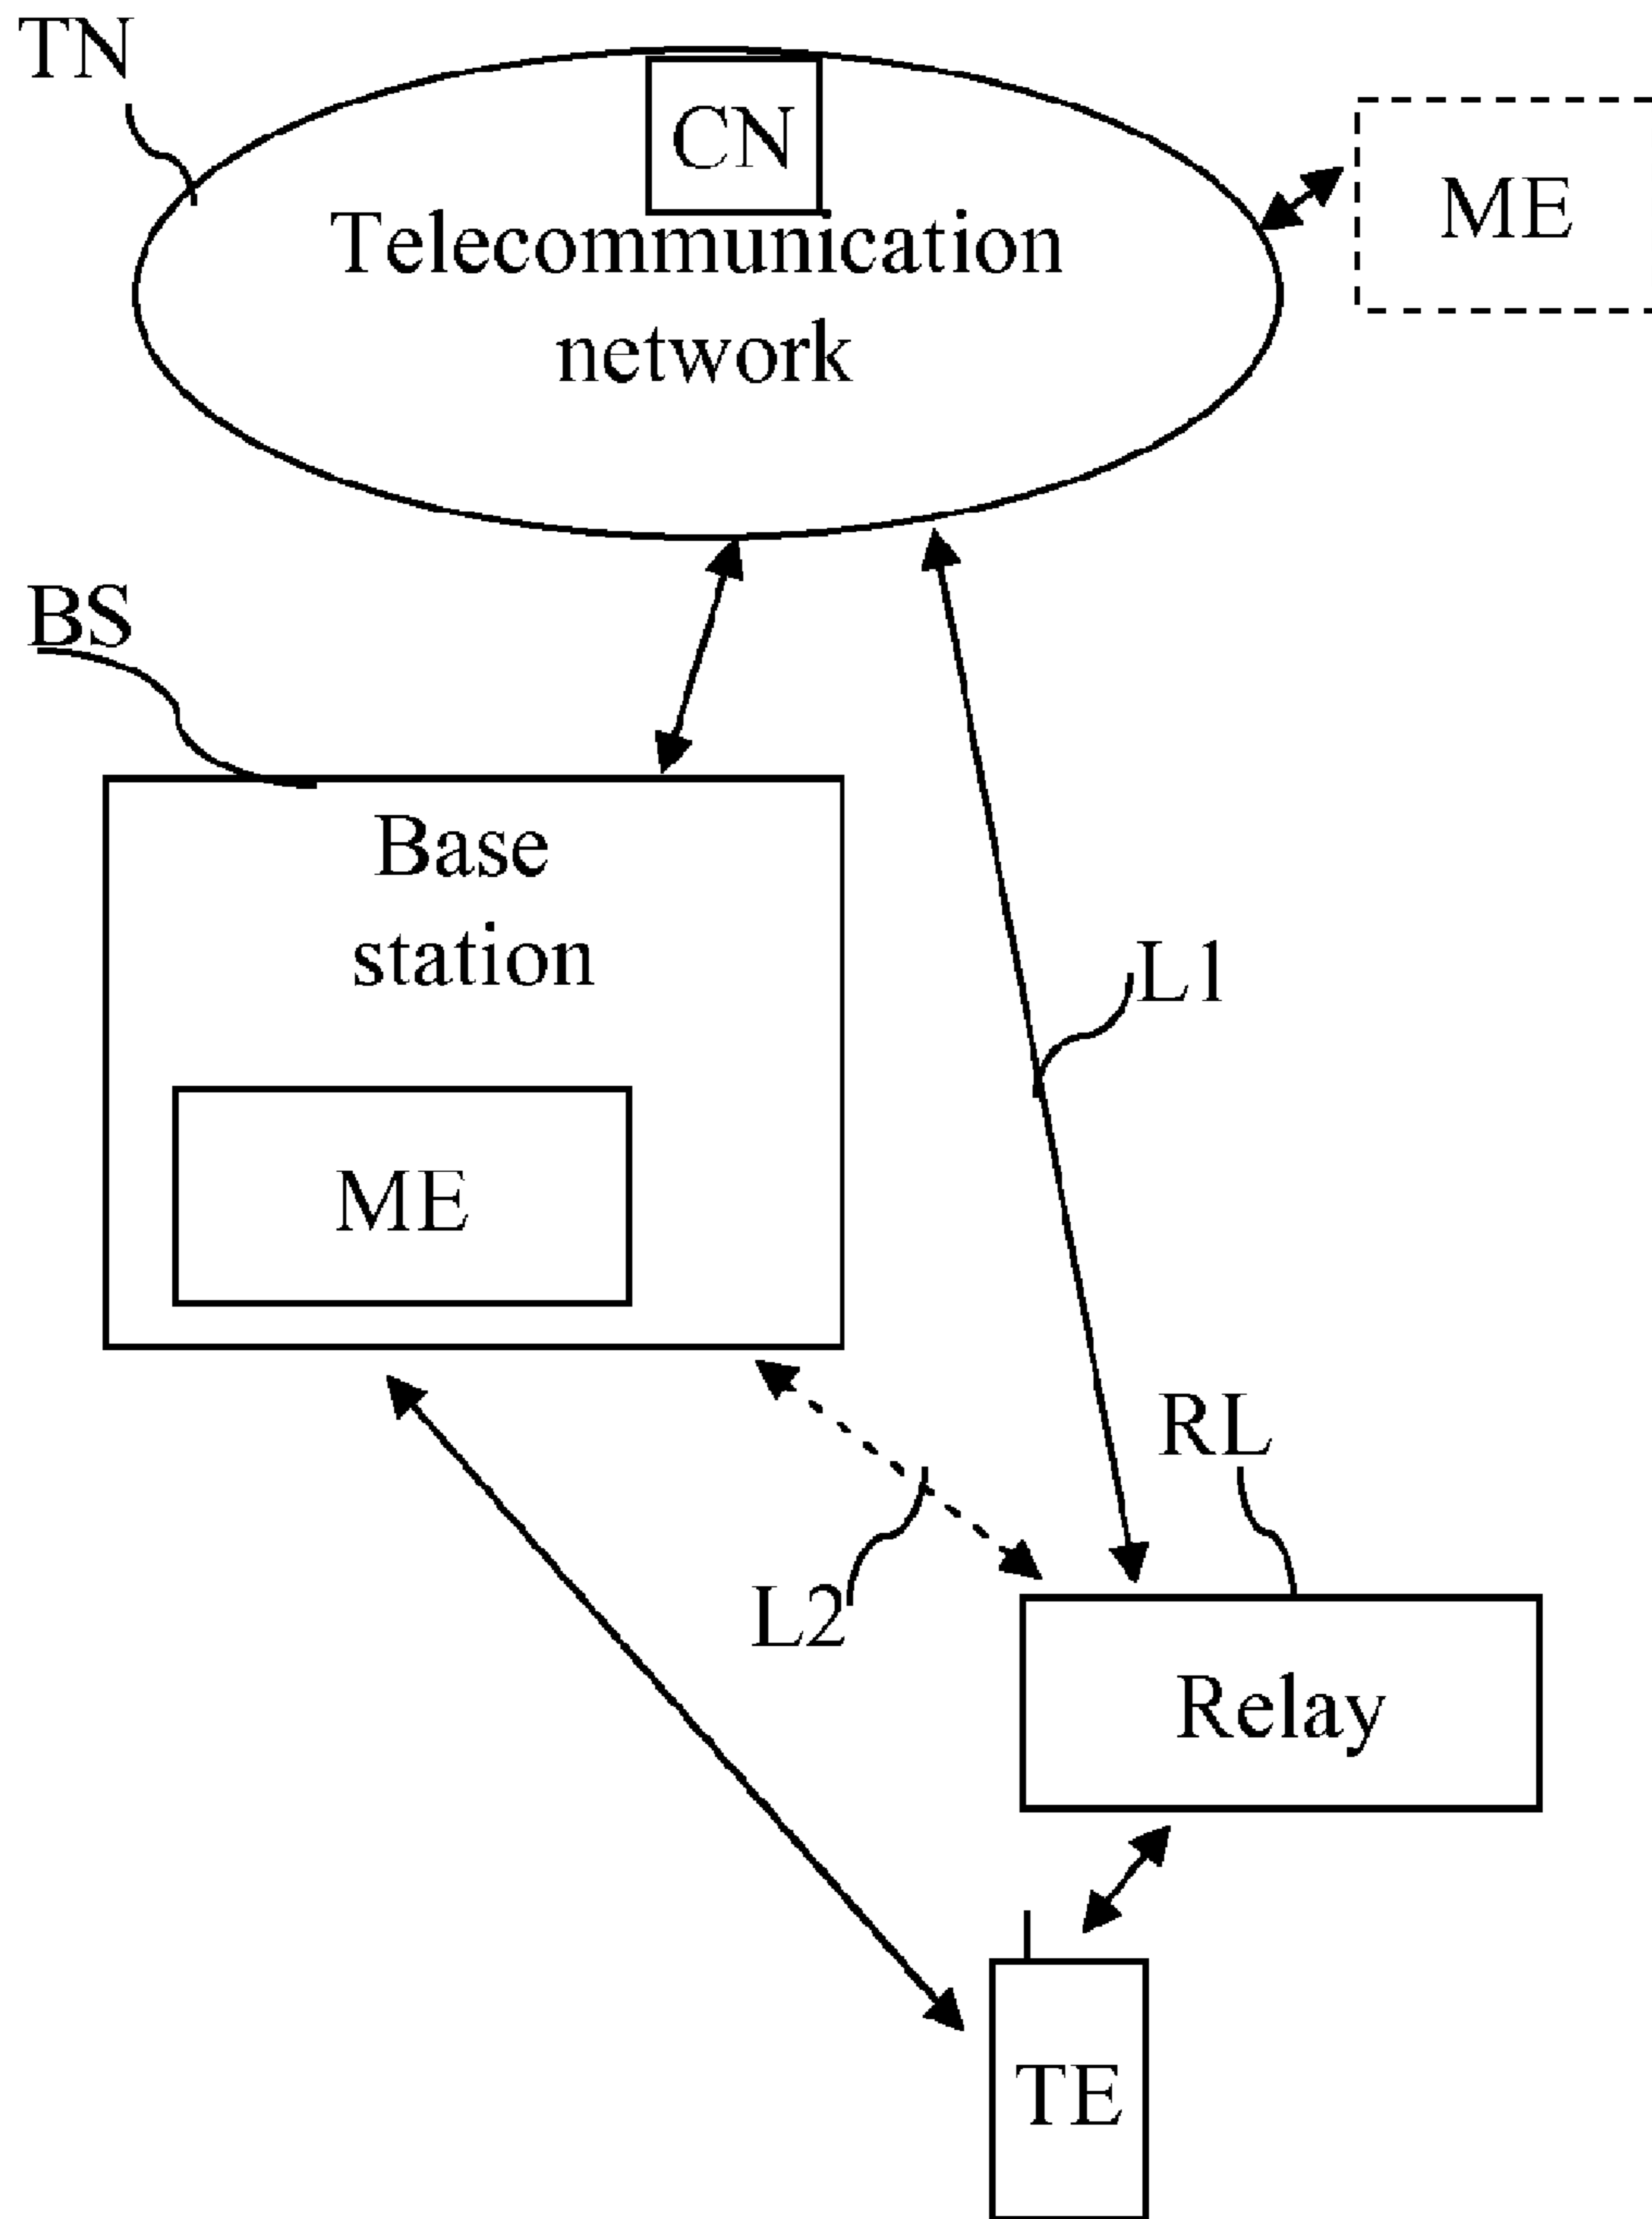 TN
CN
ME
Telecommunication
network
BS
Base
station
L1
ME
RL
L2
Relay
TE